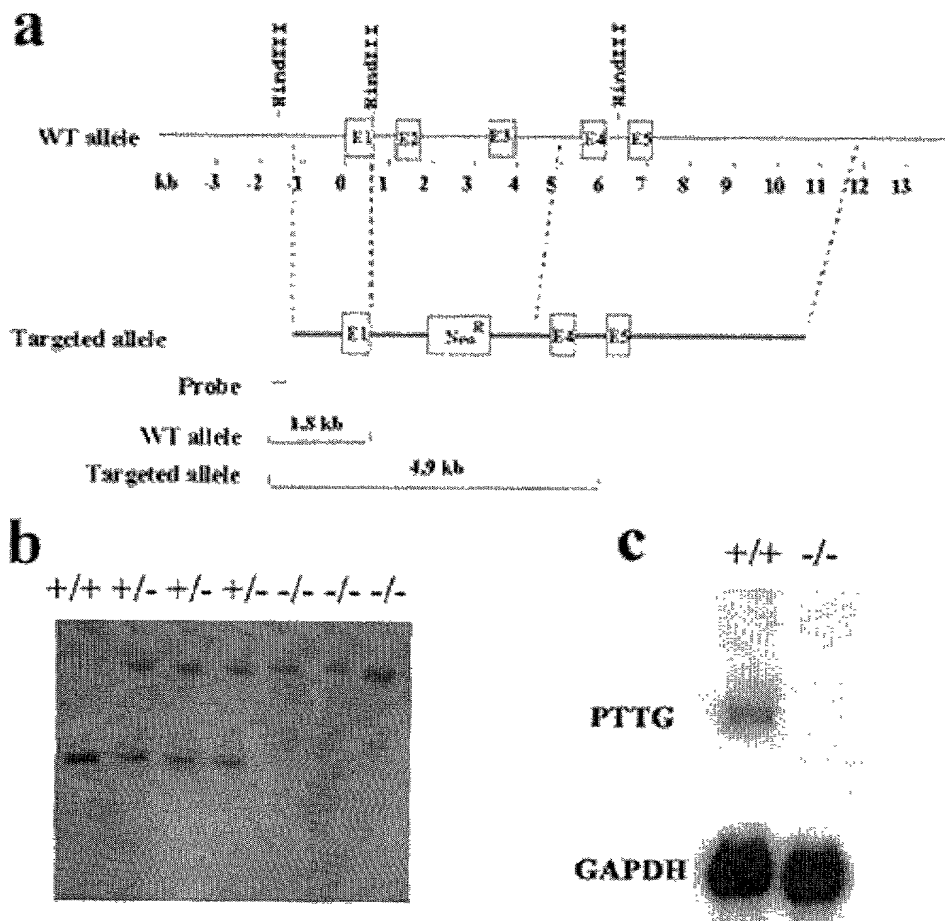 a
HindIII HindIII HindIII
WT allele E1 E2 E3 E4 E5
kb -3 -2 -1 0 1 2 3 4 5 6 7 8 9 10 11 12 13
Targeted allele E1 Neo R E4 E5
Probe
WT allele 1.8 kb
Targeted allele 4.9 kb
b
+/+ +/- +/- +/- -/- -/- -/-
c
+/+ -/-
PTTG
GAPDH